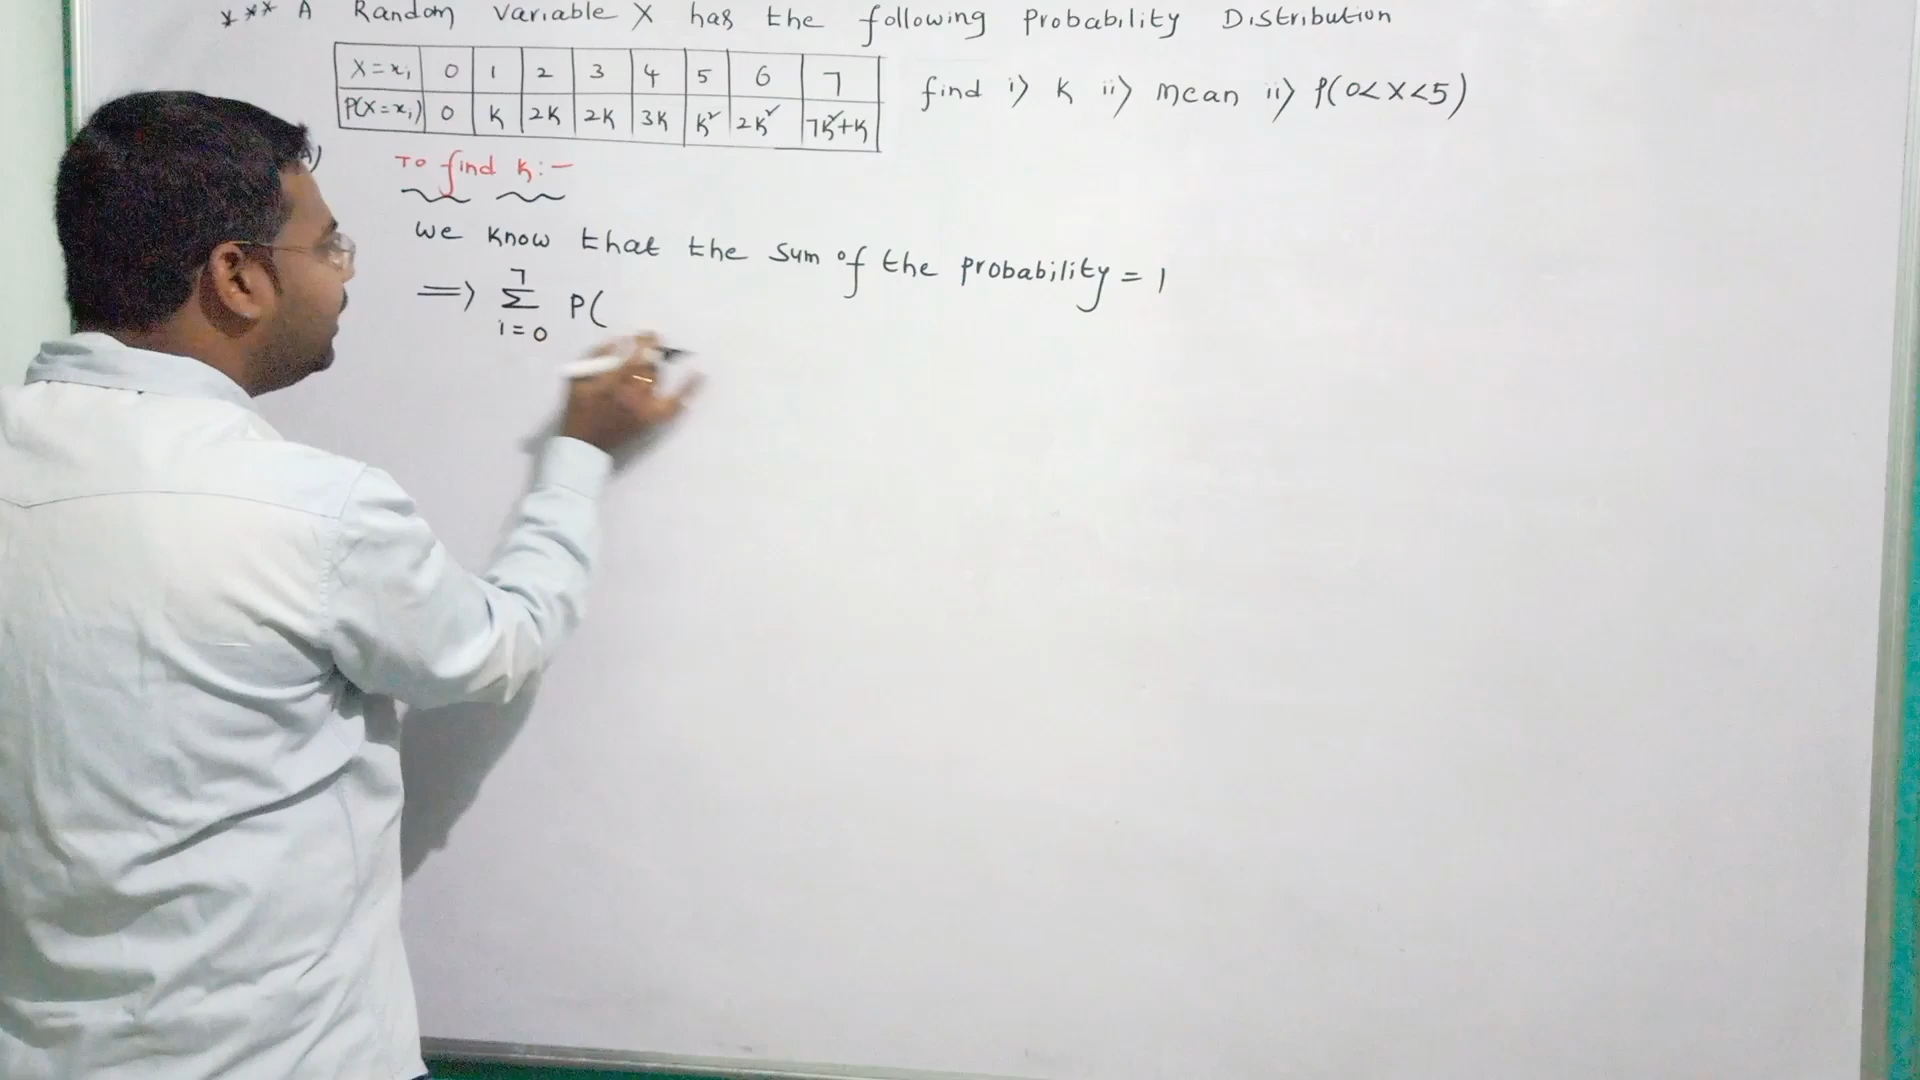 *** A Random variable X has the following Probability Distribution
X=xi 0 1 2 3 4 5 6 7
P(X=xi) 0 K 2K 2K 3K K² 2K² 7K²+K
find i) K ii) mean ii) P(0<X<5)
A)
To find K:-
we know that the sum of the probability = 1
=> 7 Σ i=0 P(